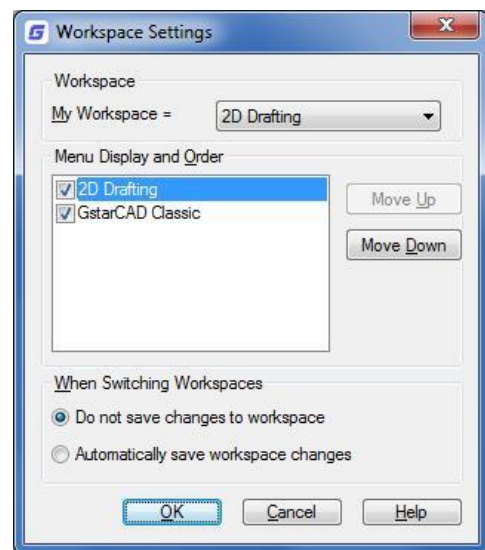 Workspace Settings
Workspace
My Workspace =
2D Drafting
Menu Display and Order
2D Drafting
GstarCAD Classic
Move Up
Move Down
When Switching Workspaces
Do not save changes to workspace
Automatically save workspace changes
OK
Cancel
Help